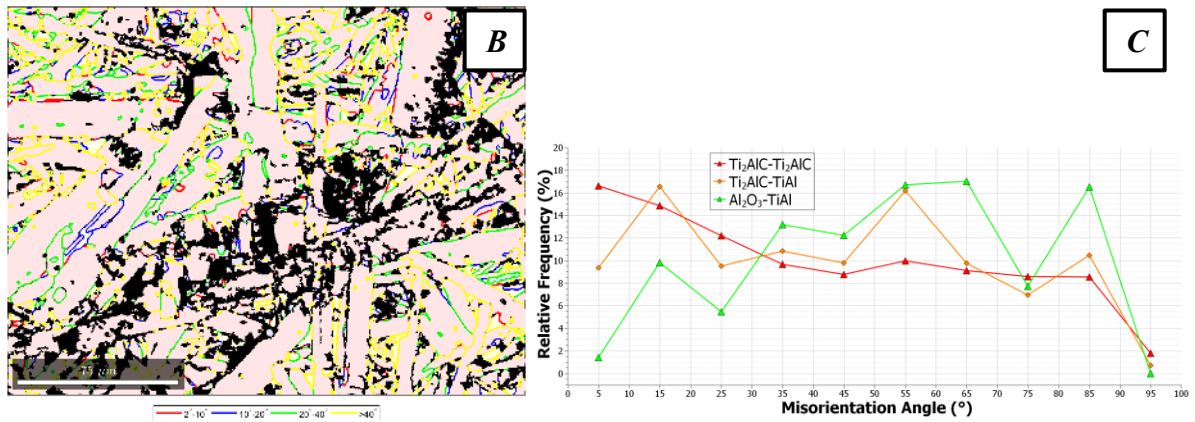 B
C
75 µm
2°-10° 10°-20° 20°-40° >40°
Ti₂AlC-Ti₂AlC
Ti₂AlC-TiAl
Al₂O₃-TiAl
Relative Frequency (%)
20
18
16
14
12
10
8
6
4
2
0
0 5 10 15 20 25 30 35 40 45 50 55 60 65 70 75 80 85 90 95 100
Misorientation Angle (°)